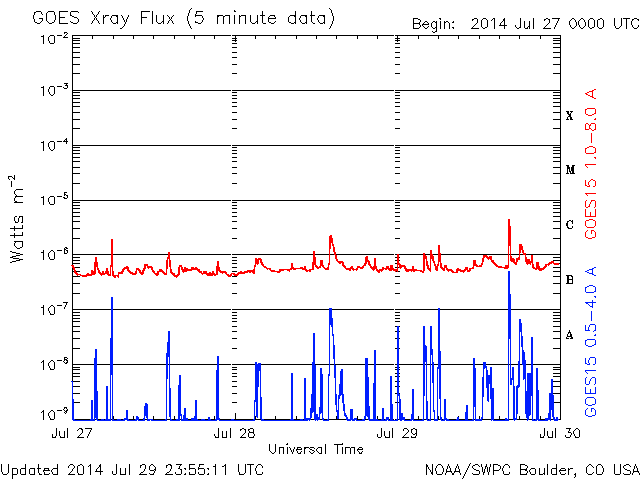 GOES Xray Flux (5 minute data)
Begin: 2014 Jul 27 0000 UTC
10⁻²
10⁻³
10⁻⁴
10⁻⁵
10⁻⁶
10⁻⁷
10⁻⁸
10⁻⁹
Watts m⁻²
X
M
C
B
A
GOES15 1.0-8.0 A
GOES15 0.5-4.0 A
Jul 27
Jul 28
Jul 29
Jul 30
Universal Time
Updated 2014 Jul 29 23:55:11 UTC
NOAA/SWPC Boulder, CO USA